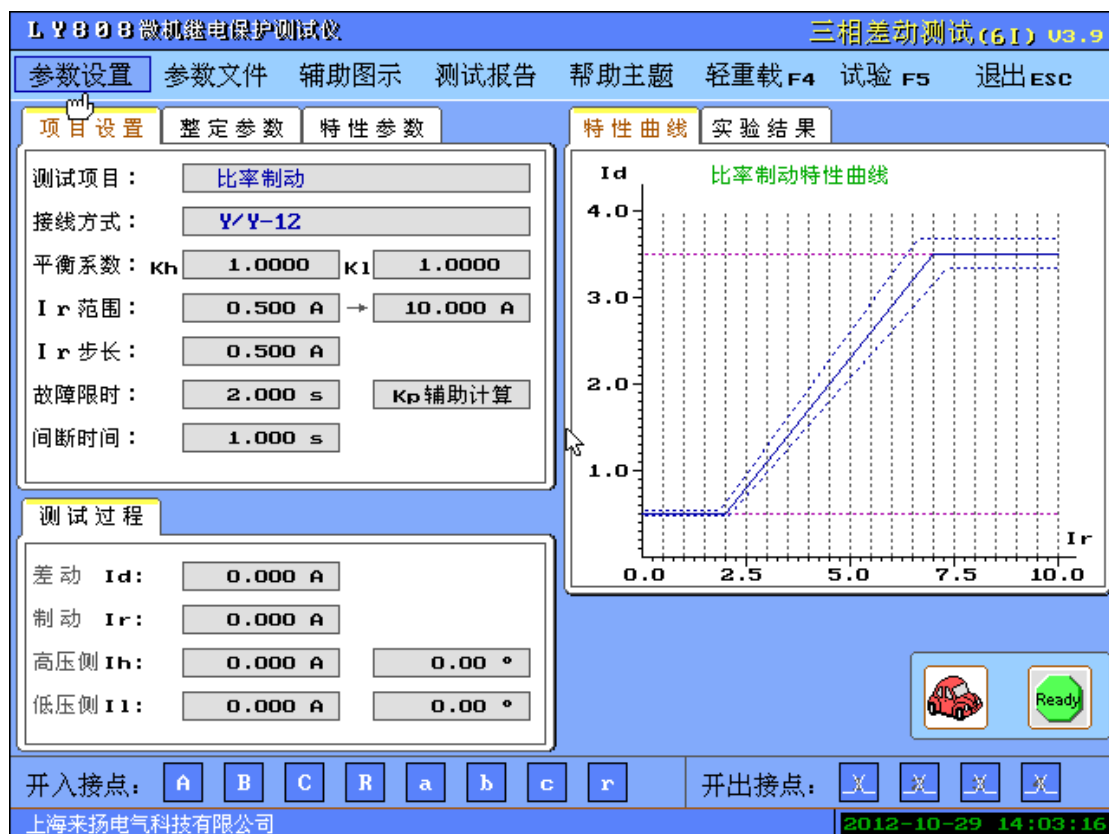 LY808微机继电保护测试仪 三相差动测试(6I) V3.9
参数设置 参数文件 辅助图示 测试报告 帮助主题 轻重载F4 试验 F5 退出ESC
项目设置 整定参数 特性参数
测试项目： 比率制动
接线方式： Y/Y-12
平衡系数： Kh 1.0000 Kl 1.0000
Ir范围： 0.500 A → 10.000 A
Ir步长： 0.500 A
故障限时： 2.000 s Kp辅助计算
间断时间： 1.000 s
特性曲线 实验结果
Id 比率制动特性曲线
4.0
3.0
2.0
1.0
Ir
0.0 2.5 5.0 7.5 10.0
测试过程
差动 Id: 0.000 A
制动 Ir: 0.000 A
高压侧Ih: 0.000 A 0.00 °
低压侧Il: 0.000 A 0.00 °
Ready
开入接点： A B C R a b c r 开出接点： X X X X
上海来扬电气科技有限公司 2012-10-29 14:03:16